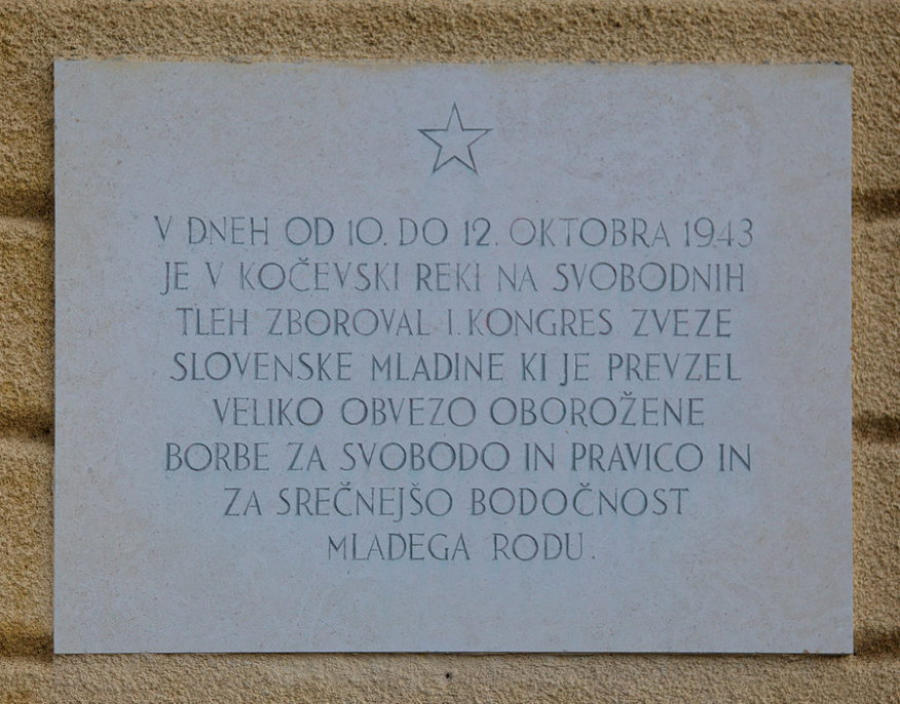 V DNEH OD 10. DO 12. OKTOBRA 1943
JE V KOČEVSKI REKI NA SVOBODNIH
TLEH ZBOROVAL I. KONGRES ZVEZE
SLOVENSKE MLADINE KI JE PREVZEL
VELIKO OBVEZO OBOROŽENE
BORBE ZA SVOBODO IN PRAVICO IN
ZA SREČNEJŠO BODOČNOST
MLADEGA RODU.